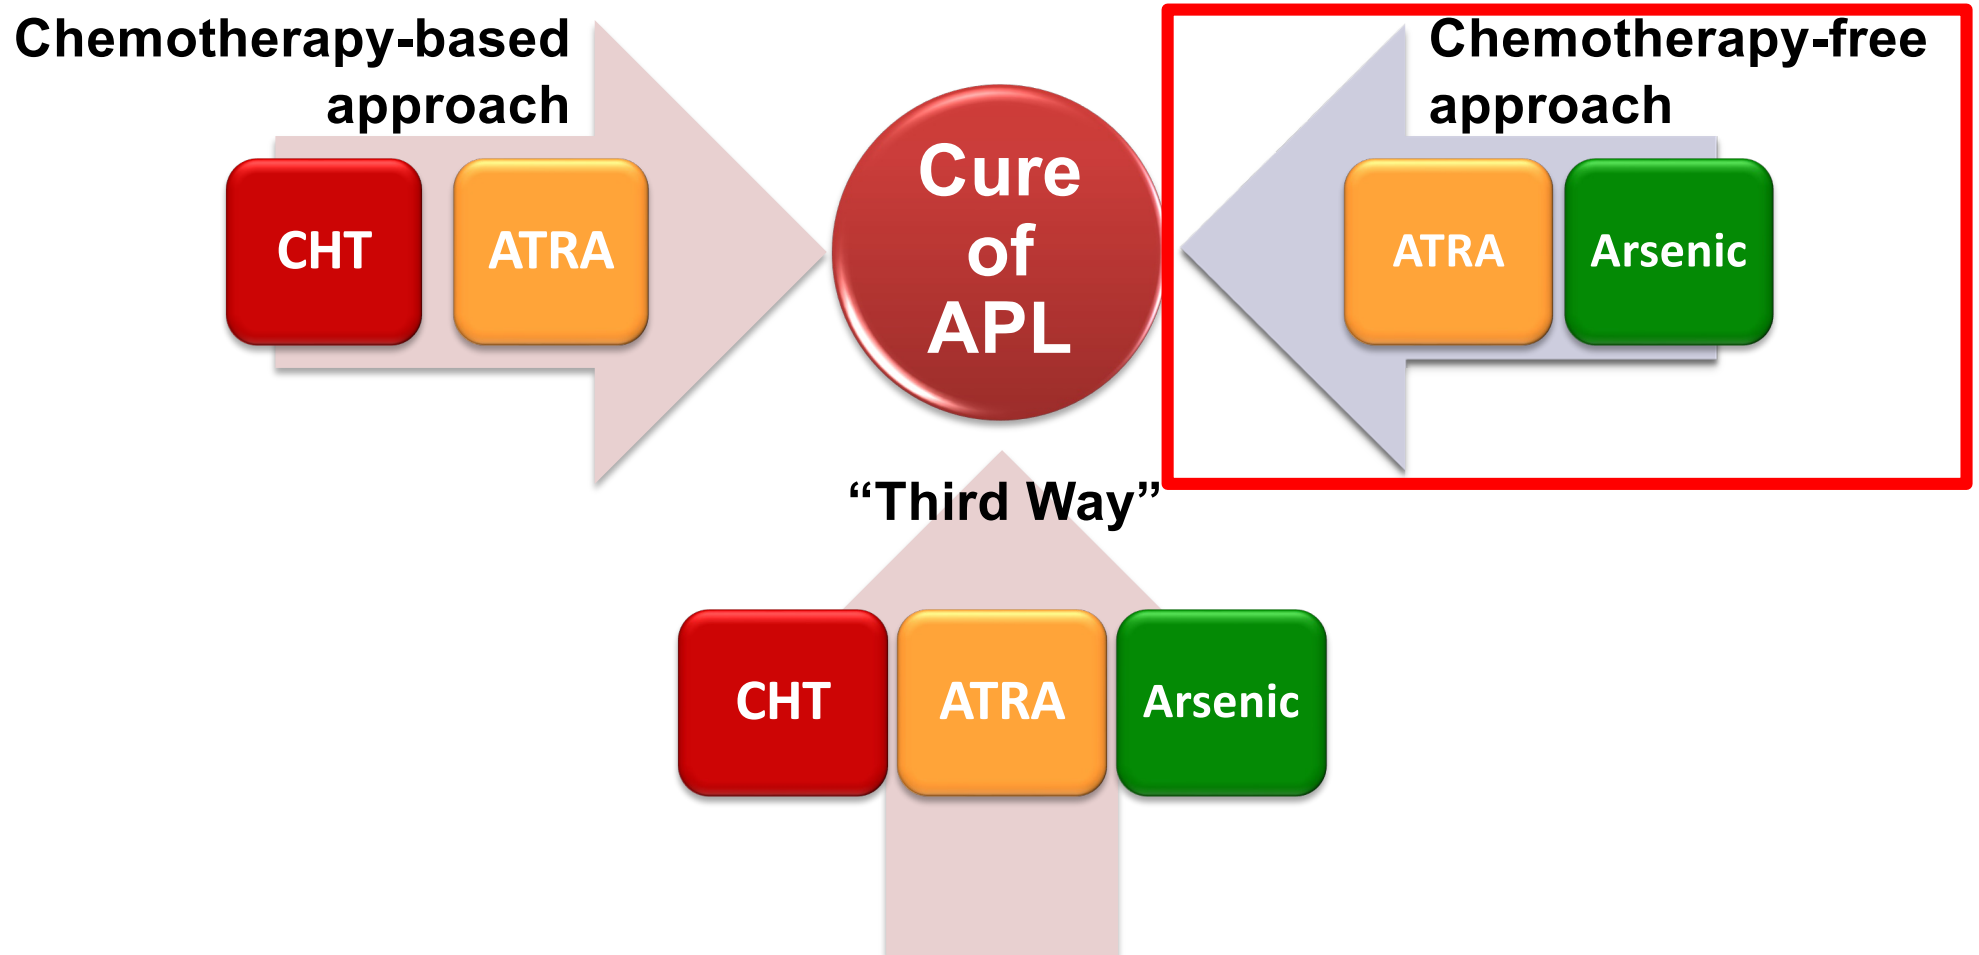 Chemotherapy-based
approach
CHT
ATRA
Cure
of
APL
Chemotherapy-free
approach
ATRA
Arsenic
“Third Way”
CHT
ATRA
Arsenic